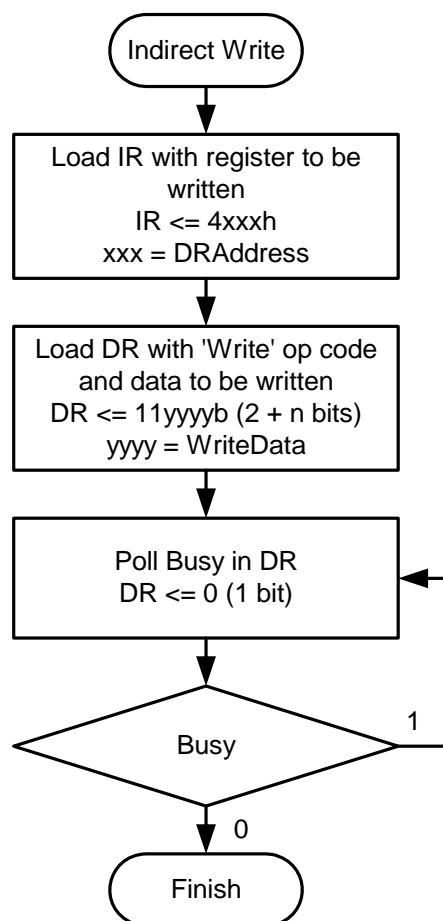 Indirect Write
Load IR with register to be
written
IR <= 4xxxh
xxx = DRAddress
Load DR with 'Write' op code
and data to be written
DR <= 11yyyyb (2 + n bits)
yyyy = WriteData
Poll Busy in DR
DR <= 0 (1 bit)
Busy
1
0
Finish